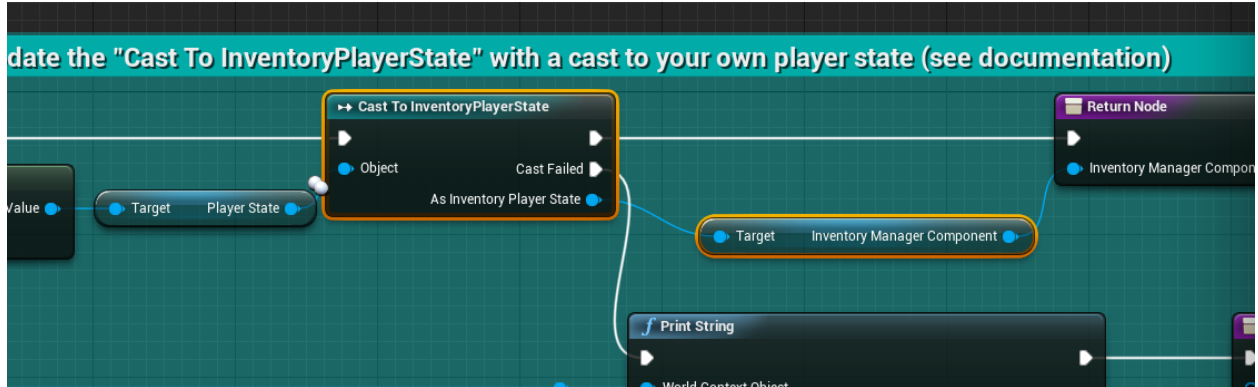 date the "Cast To InventoryPlayerState" with a cast to your own player state (see documentation)
Cast To InventoryPlayerState
Return Node
Object
Cast Failed
Inventory Manager Compon
As Inventory Player State
Value
Target
Player State
Target
Inventory Manager Component
f Print String
World Context Object